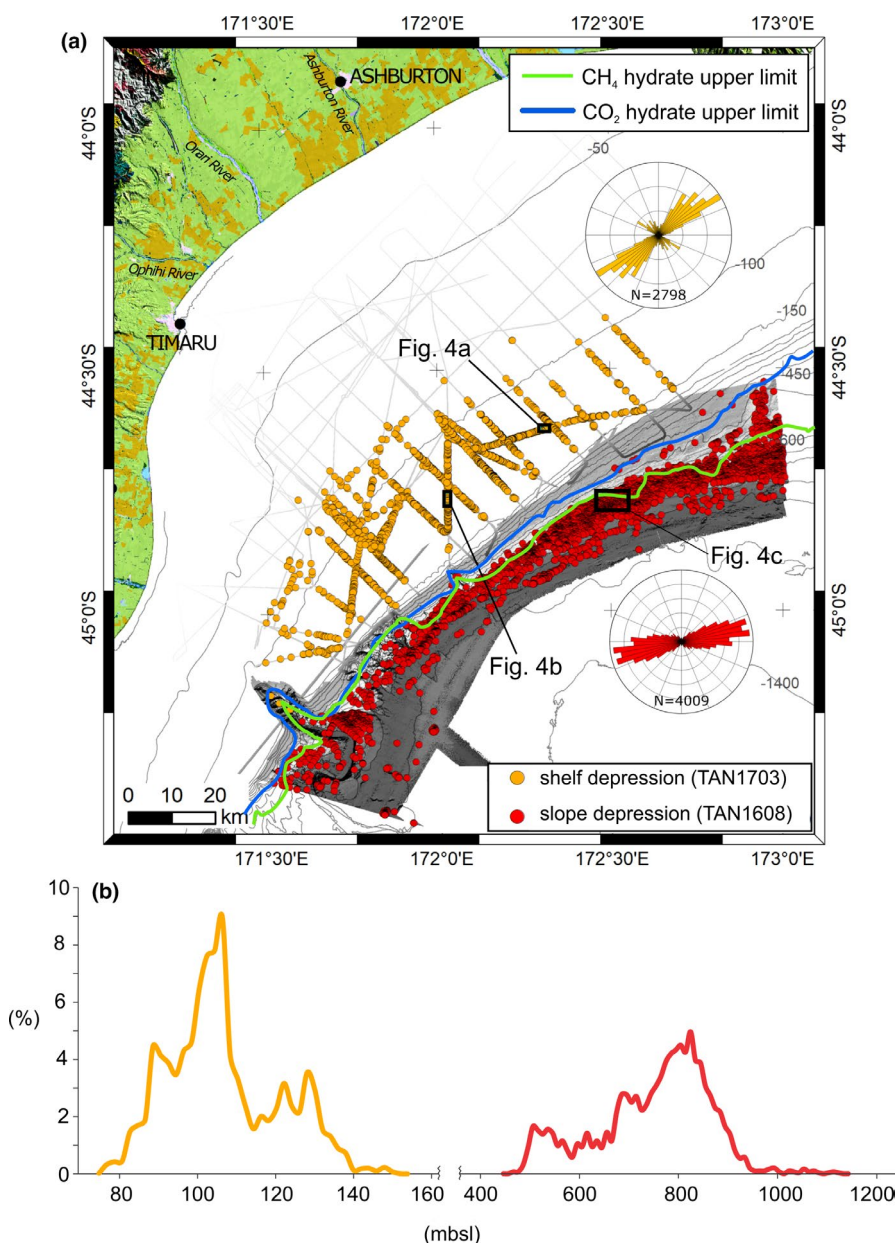 171°30'E 172°0'E 172°30'E 173°0'E
(a)
ASHBURTON
Ashburton River
CH₄ hydrate upper limit
CO₂ hydrate upper limit
44°0'S
44°0'S
Orari River
-50
Ophihi River
-100
N=2798
TIMARU
-150
44°30'S
44°30'S
Fig. 4a
-450
-600
Fig. 4c
45°0'S
45°0'S
Fig. 4b
N=4009
-1400
0 10 20
km
shelf depression (TAN1703)
slope depression (TAN1608)
171°30'E 172°0'E 172°30'E 173°0'E
(b)
10
8
6
(%)
4
2
0
80 100 120 140 160 400 600 800 1000 1200
(mbsl)